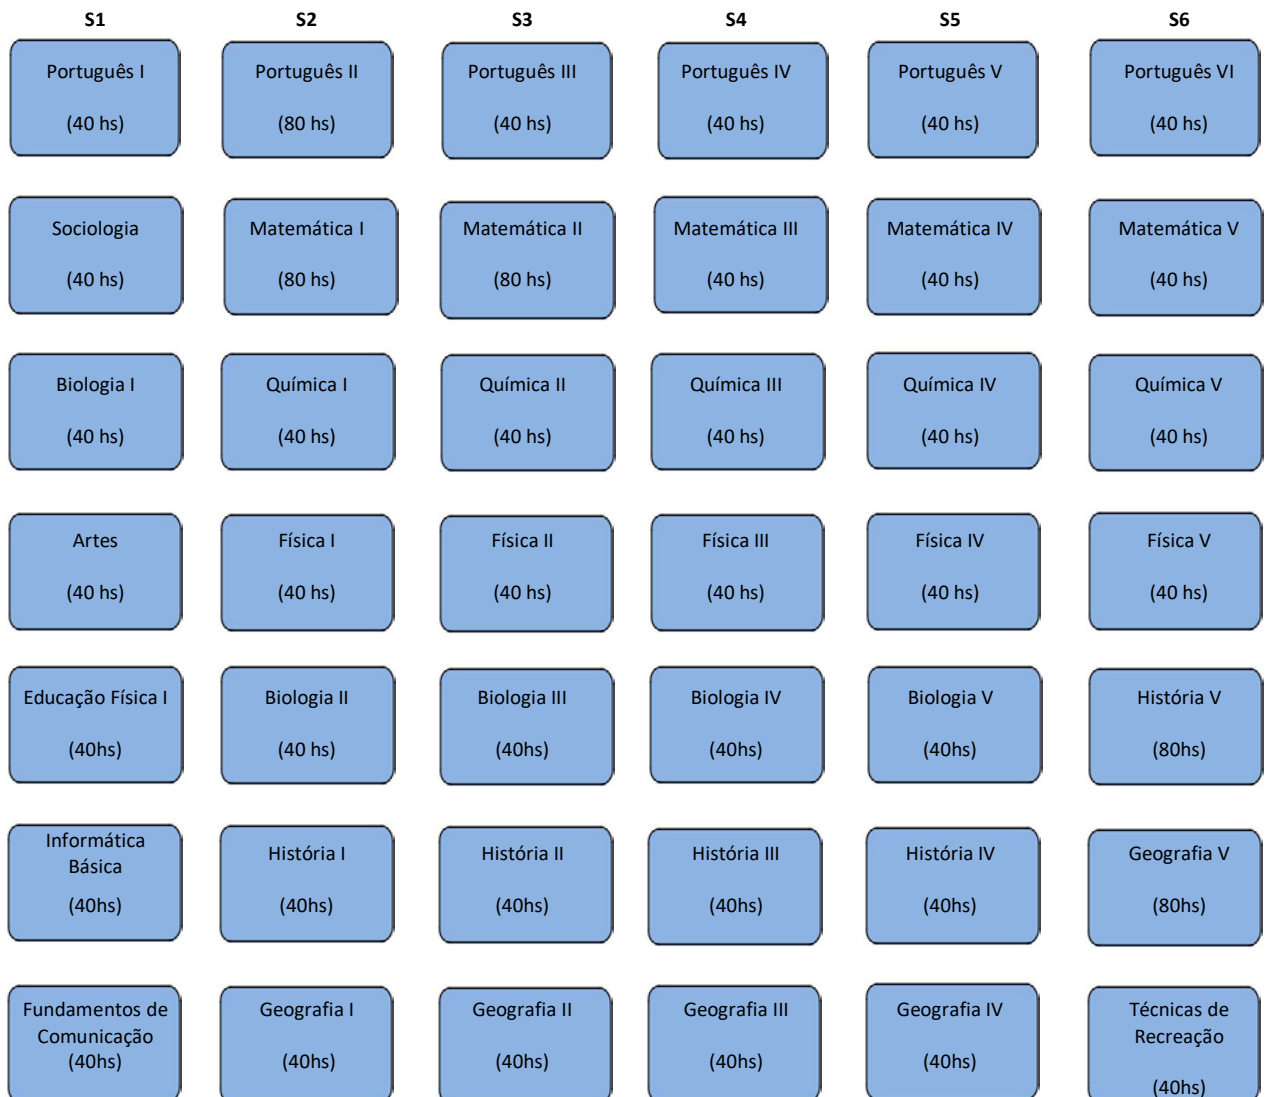 S1 S2 S3 S4 S5 S6
Português I Português II Português III Português IV Português V Português VI
(40 hs) (80 hs) (40 hs) (40 hs) (40 hs) (40 hs)
Sociologia Matemática I Matemática II Matemática III Matemática IV Matemática V
(40 hs) (80 hs) (80 hs) (40 hs) (40 hs) (40 hs)
Biologia I Química I Química II Química III Química IV Química V
(40 hs) (40 hs) (40 hs) (40 hs) (40 hs) (40 hs)
Artes Física I Física II Física III Física IV Física V
(40 hs) (40 hs) (40 hs) (40 hs) (40 hs) (40 hs)
Educação Física I Biologia II Biologia III Biologia IV Biologia V História V
(40hs) (40 hs) (40hs) (40hs) (40hs) (80hs)
Informática
Básica História I História II História III História IV Geografia V
(40hs) (40hs) (40hs) (40hs) (40hs) (80hs)
Fundamentos de Geografia I Geografia II Geografia III Geografia IV Técnicas de
Comunicação Recreação
(40hs) (40hs) (40hs) (40hs) (40hs)
(40hs)